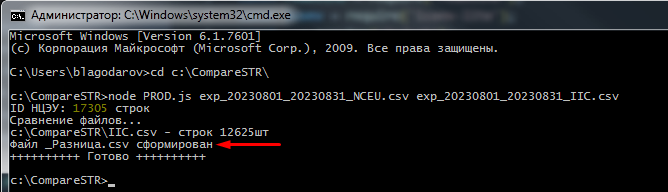 Администратор: C:\Windows\system32\cmd.exe
Microsoft Windows [Version 6.1.7601]
(c) Корпорация Майкрософт (Microsoft Corp.), 2009. Все права защищены.
C:\Users\blagodarov>cd c:\CompareSTR\
c:\CompareSTR>node PROD.js exp_20230801_20230831_NCEU.csv exp_20230801_20230831_IIC.csv
ID НЦЭУ: 17305 строк
Сравнение файлов...
c:\CompareSTR\IIC.csv - строк 12625шт
Файл _Разница.csv сформирован
++++++++++ Готово ++++++++++
c:\CompareSTR>